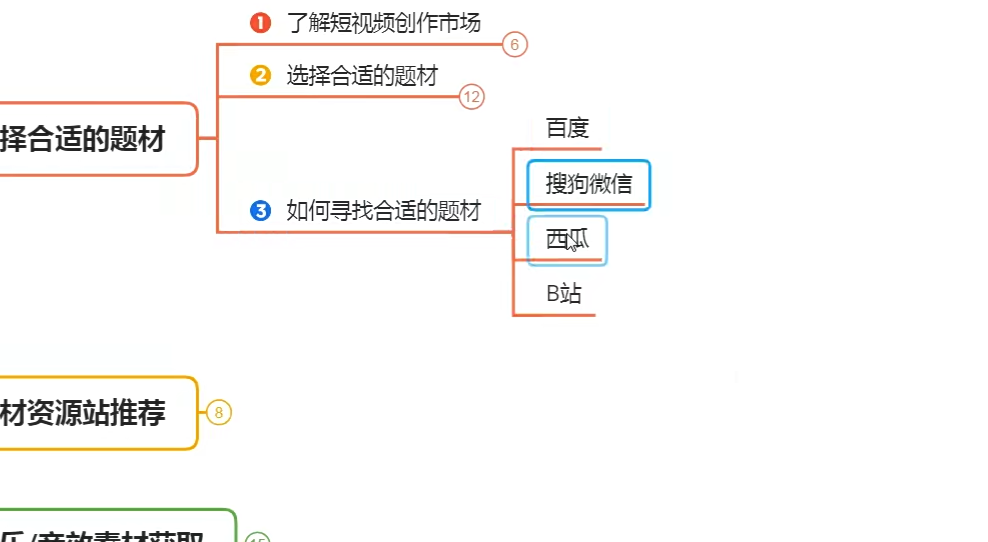 1 了解短视频创作市场 6
2 选择合适的题材 12
择合适的题材
3 如何寻找合适的题材
百度
搜狗微信
西瓜
B站
材资源站推荐 8
乐/音效素材获取 15